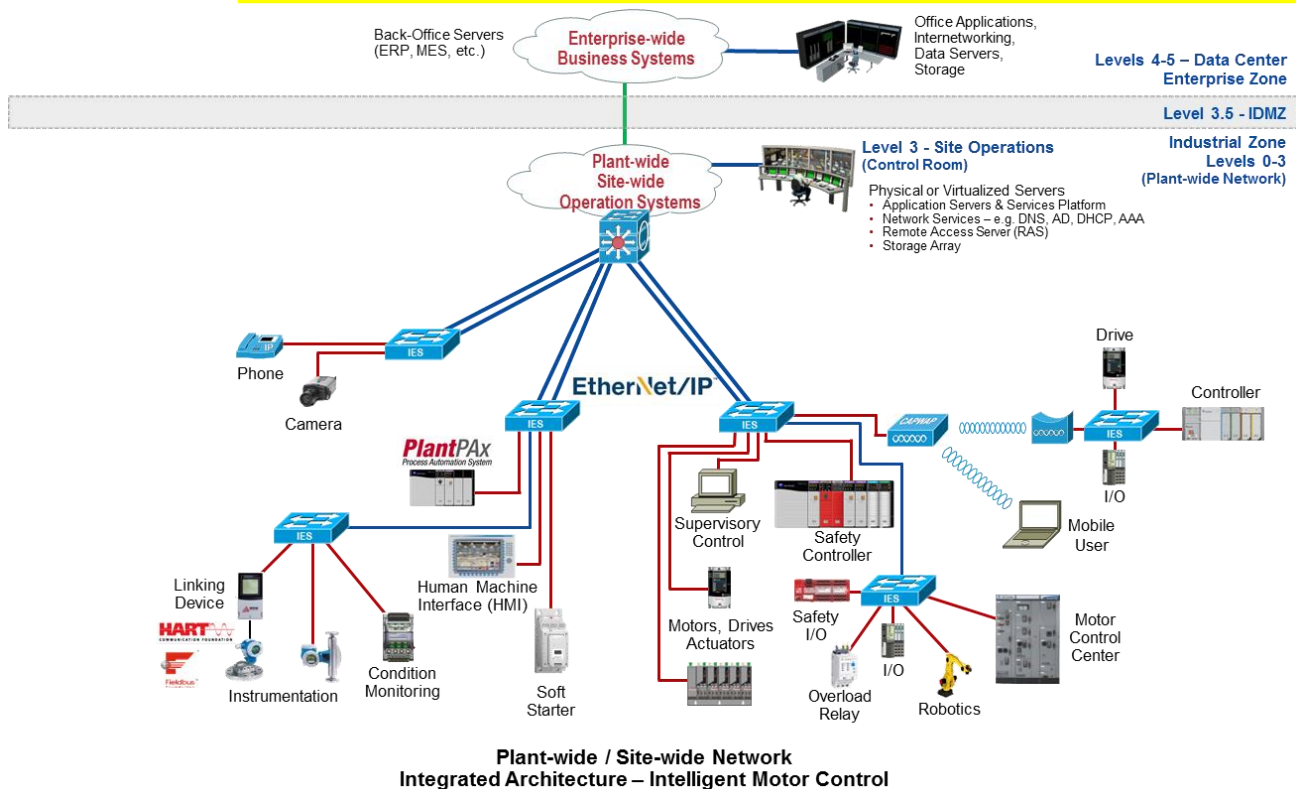 Back-Office Servers
(ERP, MES, etc.)
Enterprise-wide
Business Systems
Office Applications,
Internetworking,
Data Servers,
Storage
Levels 4-5 – Data Center
Enterprise Zone
Level 3.5 - IDMZ
Plant-wide
Site-wide
Operation Systems
Level 3 - Site Operations
(Control Room)
Industrial Zone
Levels 0-3
(Plant-wide Network)
Physical or Virtualized Servers
• Application Servers & Services Platform
• Network Services – e.g. DNS, AD, DHCP, AAA
• Remote Access Server (RAS)
• Storage Array
IP
Phone
IES
Camera
EtherNet/IP
IES
IES
CAPWAP
Drive
IES
Controller
I/O
Mobile
User
PlantPAx
Process Automation System
IES
Supervisory
Control
Safety
Controller
Linking
Device
HART
COMMUNICATION FOUNDATION
Fieldbus
Instrumentation
Condition
Monitoring
Human Machine
Interface (HMI)
Soft
Starter
Motors, Drives
Actuators
IES
Safety
I/O
I/O
Overload
Relay
Robotics
Motor
Control
Center
Plant-wide / Site-wide Network
Integrated Architecture – Intelligent Motor Control